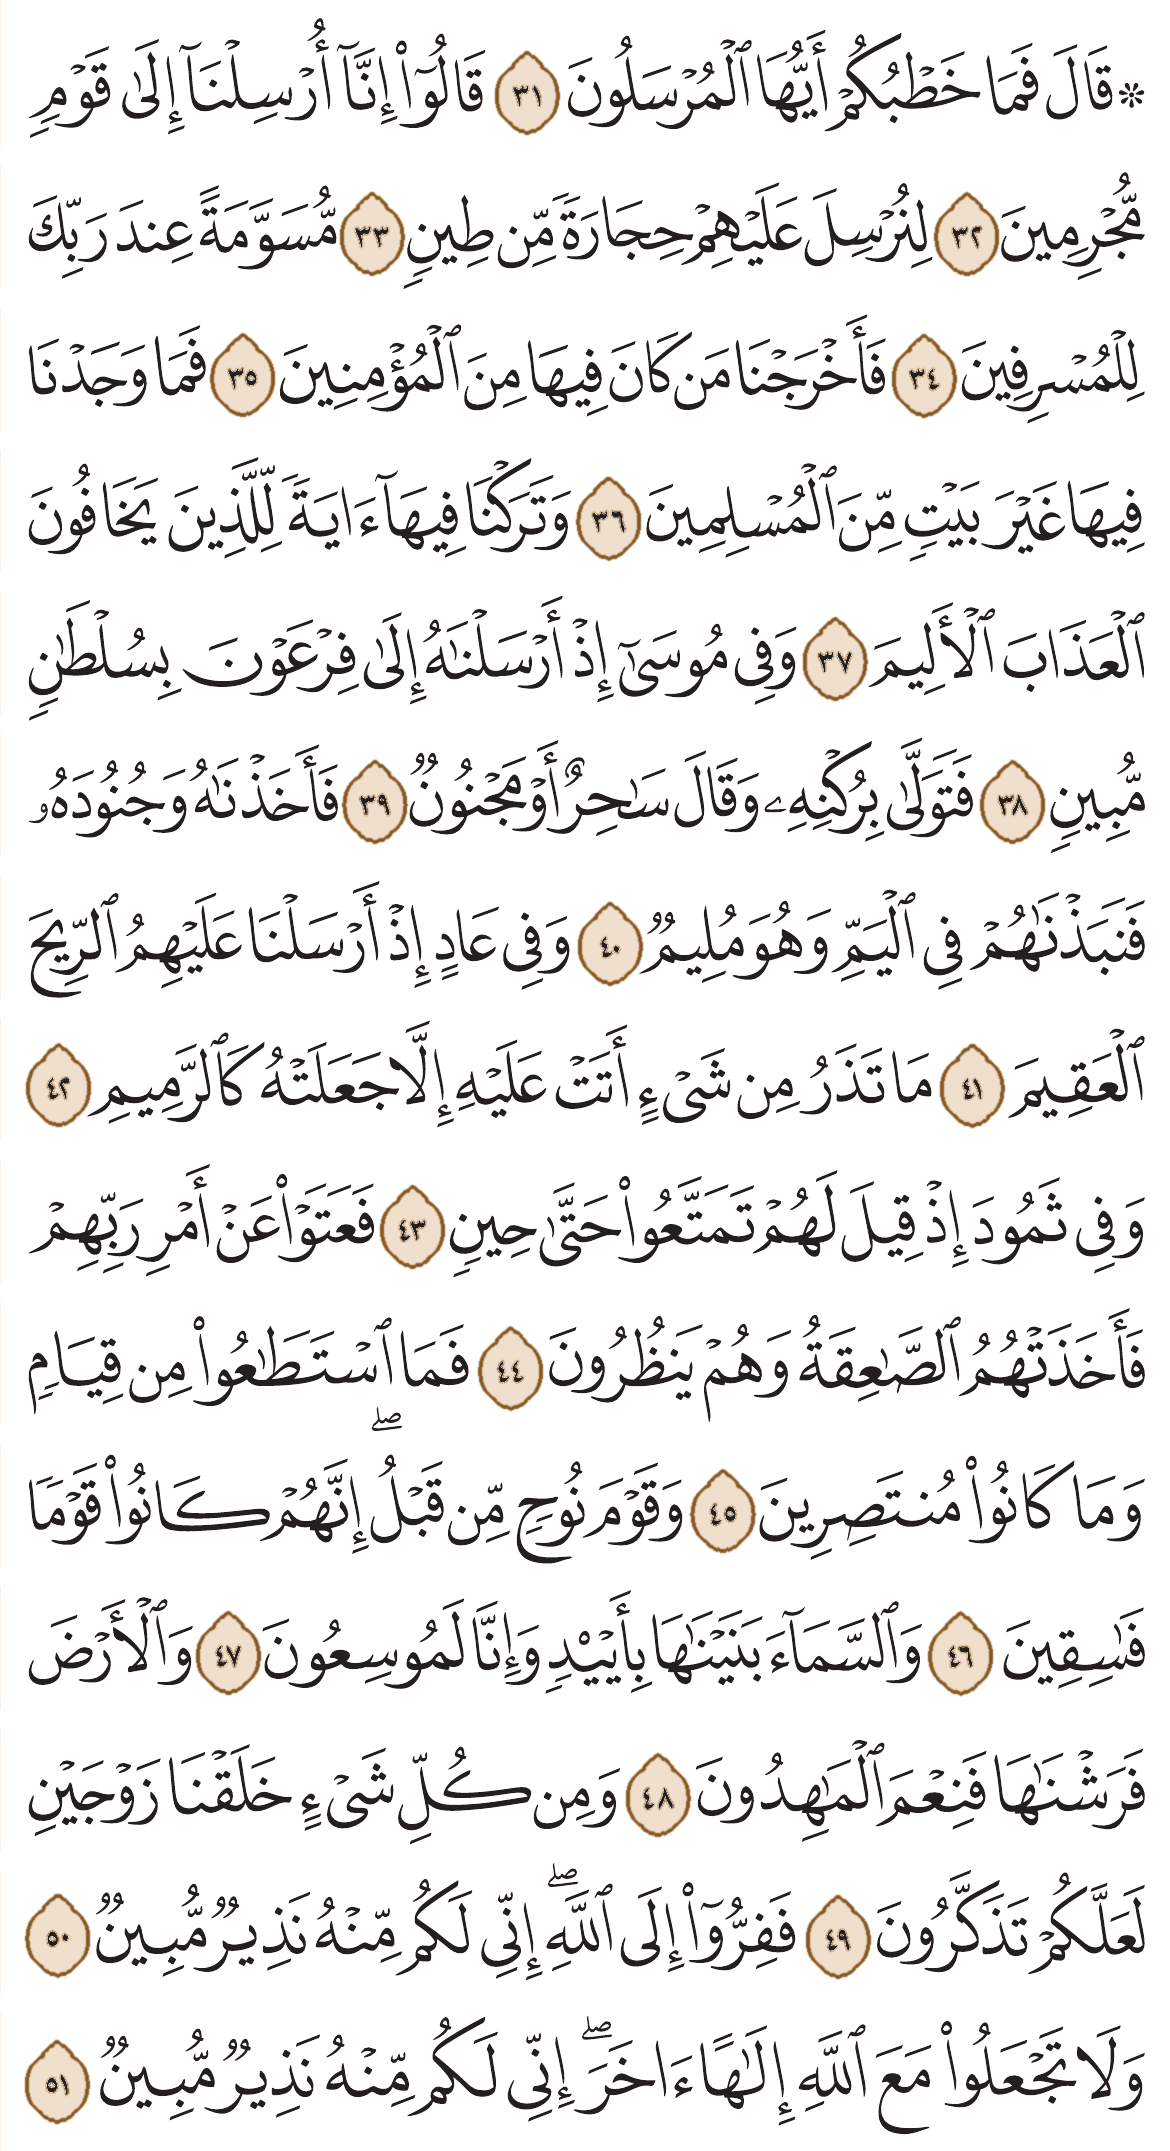 ۞ قَالَ فَمَا خَطْبُكُمْ أَيُّهَا ٱلْمُرْسَلُونَ ٣١ قَالُوٓا۟ إِنَّآ أُرْسِلْنَآ إِلَىٰ قَوْمٍ
مُّجْرِمِينَ ٣٢ لِنُرْسِلَ عَلَيْهِمْ حِجَارَةً مِّن طِينٍ ٣٣ مُّسَوَّمَةً عِندَ رَبِّكَ
لِلْمُسْرِفِينَ ٣٤ فَأَخْرَجْنَا مَن كَانَ فِيهَا مِنَ ٱلْمُؤْمِنِينَ ٣٥ فَمَا وَجَدْنَا
فِيهَا غَيْرَ بَيْتٍ مِّنَ ٱلْمُسْلِمِينَ ٣٦ وَتَرَكْنَا فِيهَآ ءَايَةً لِّلَّذِينَ يَخَافُونَ
ٱلْعَذَابَ ٱلْأَلِيمَ ٣٧ وَفِى مُوسَىٰٓ إِذْ أَرْسَلْنَـٰهُ إِلَىٰ فِرْعَوْنَ بِسُلْطَـٰنٍ
مُّبِينٍ ٣٨ فَتَوَلَّىٰ بِرُكْنِهِۦ وَقَالَ سَـٰحِرٌ أَوْ مَجْنُونٌ ٣٩ فَأَخَذْنَـٰهُ وَجُنُودَهُۥ
فَنَبَذْنَـٰهُمْ فِى ٱلْيَمِّ وَهُوَ مُلِيمٌ ٤٠ وَفِى عَادٍ إِذْ أَرْسَلْنَا عَلَيْهِمُ ٱلرِّيحَ
ٱلْعَقِيمَ ٤١ مَا تَذَرُ مِن شَىْءٍ أَتَتْ عَلَيْهِ إِلَّا جَعَلَتْهُ كَٱلرَّمِيمِ ٤٢
وَفِى ثَمُودَ إِذْ قِيلَ لَهُمْ تَمَتَّعُوا۟ حَتَّىٰ حِينٍ ٤٣ فَعَتَوْا۟ عَنْ أَمْرِ رَبِّهِمْ
فَأَخَذَتْهُمُ ٱلصَّـٰعِقَةُ وَهُمْ يَنظُرُونَ ٤٤ فَمَا ٱسْتَطَـٰعُوا۟ مِن قِيَامٍ
وَمَا كَانُوا۟ مُنتَصِرِينَ ٤٥ وَقَوْمَ نُوحٍ مِّن قَبْلُ ۖ إِنَّهُمْ كَانُوا۟ قَوْمًا
فَـٰسِقِينَ ٤٦ وَٱلسَّمَآءَ بَنَيْنَـٰهَا بِأَيْي۟دٍ وَإِنَّا لَمُوسِعُونَ ٤٧ وَٱلْأَرْضَ
فَرَشْنَـٰهَا فَنِعْمَ ٱلْمَـٰهِدُونَ ٤٨ وَمِن كُلِّ شَىْءٍ خَلَقْنَا زَوْجَيْنِ
لَعَلَّكُمْ تَذَكَّرُونَ ٤٩ فَفِرُّوٓا۟ إِلَى ٱللَّهِ ۖ إِنِّى لَكُم مِّنْهُ نَذِيرٌ مُّبِينٌ ٥٠
وَلَا تَجْعَلُوا۟ مَعَ ٱللَّهِ إِلَـٰهًا ءَاخَرَ ۖ إِنِّى لَكُم مِّنْهُ نَذِيرٌ مُّبِينٌ ٥١